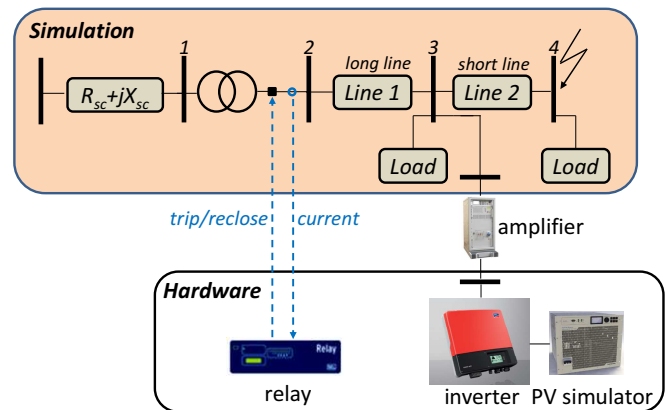 Simulation
1
2
3
4
long line
short line
Rsc+jXsc
Line 1
Line 2
Load
Load
trip/reclose
current
amplifier
Hardware
Relay
relay
inverter
PV simulator